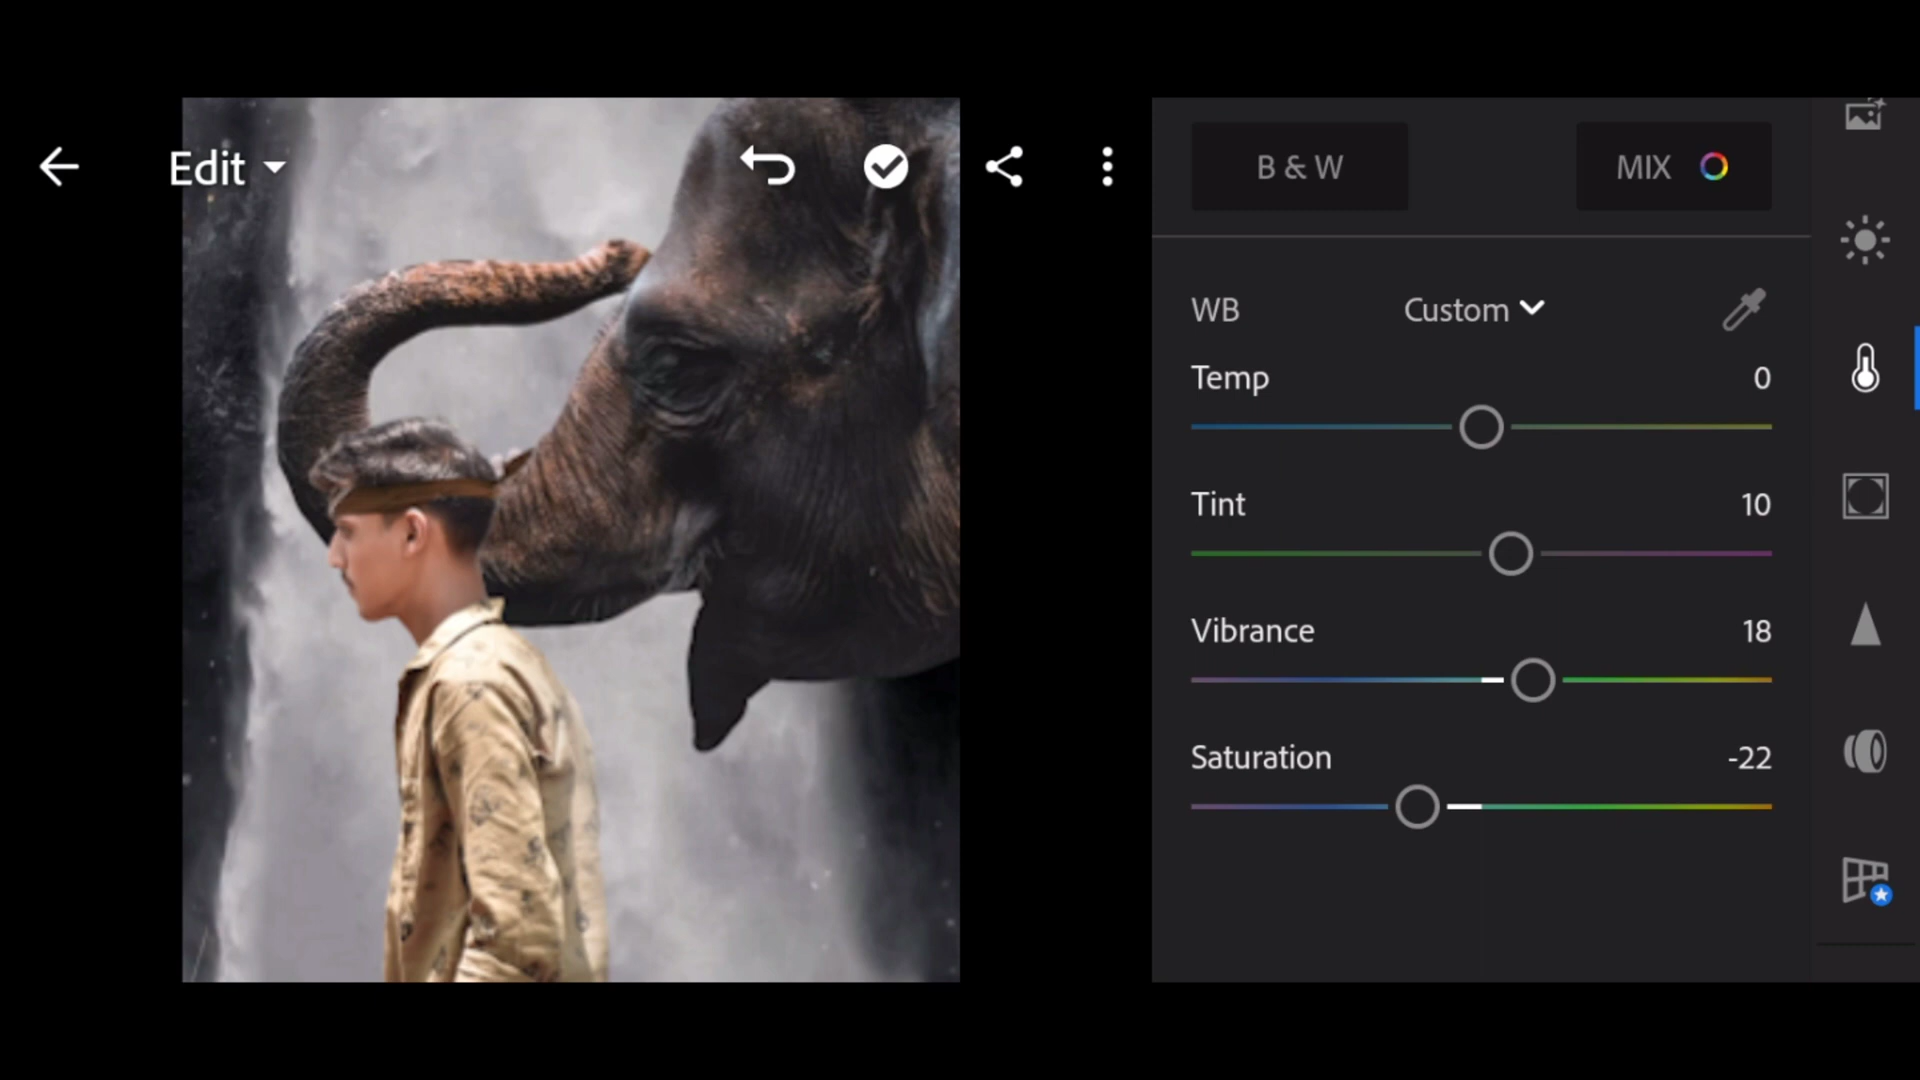 Edit
B & W
MIX
WB
Custom
Temp
0
Tint
10
Vibrance
18
Saturation
-22